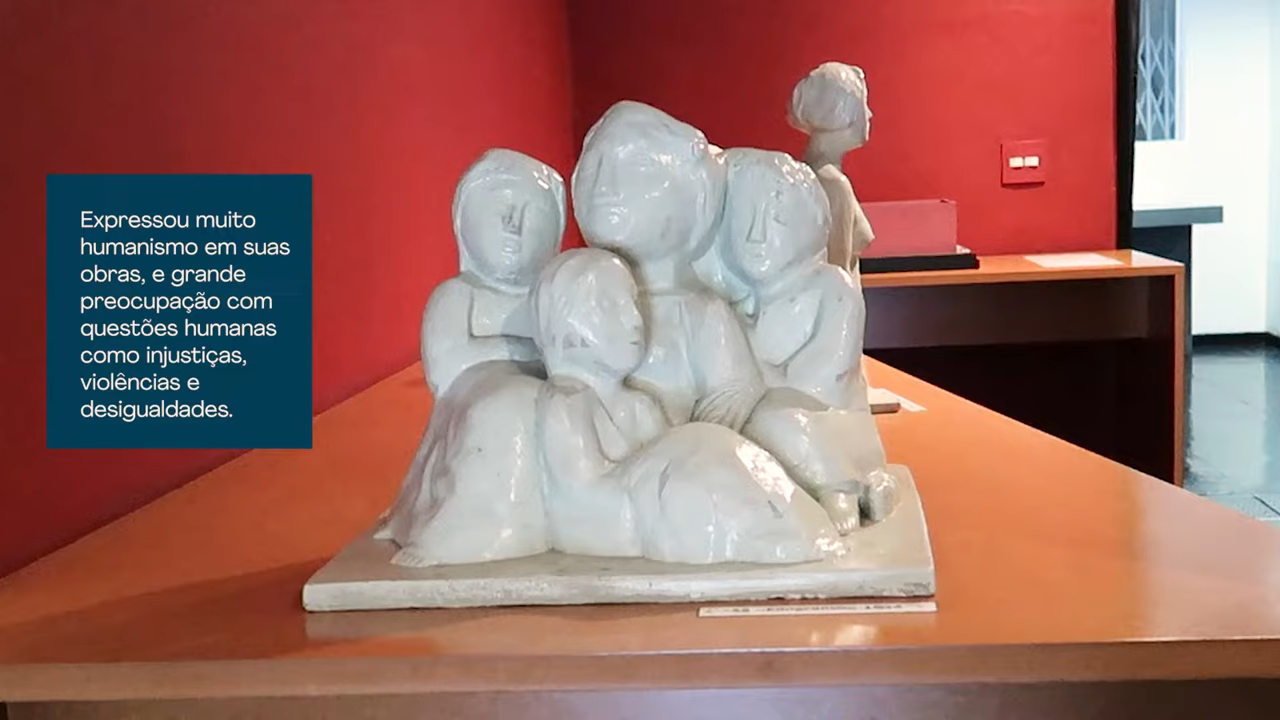 Expressou muito
humanismo em suas
obras, e grande
preocupação com
questões humanas
como injustiças,
violências e
desigualdades.